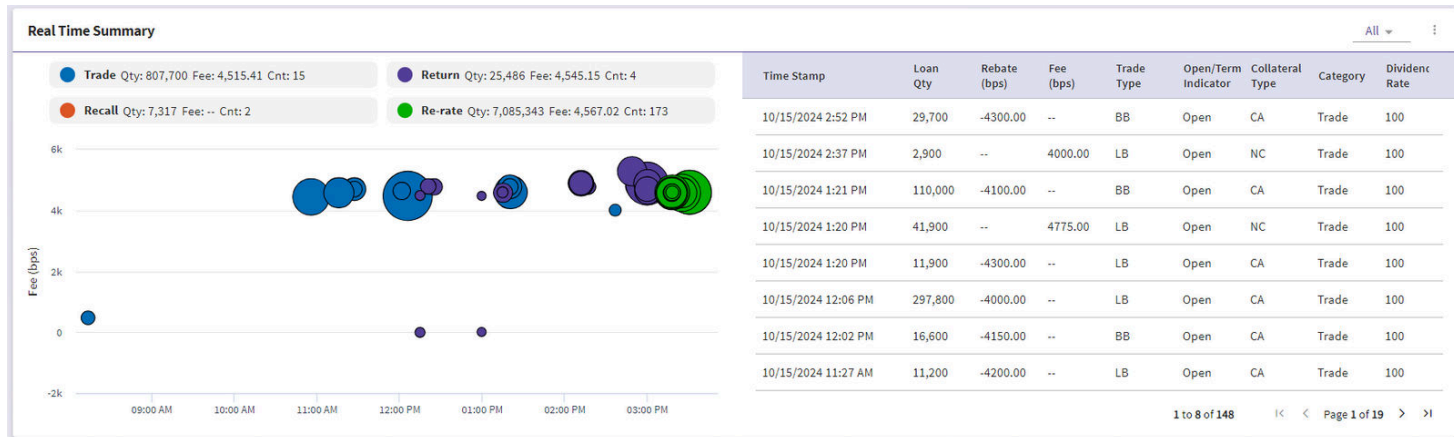 Real Time Summary
All
Trade Qty: 807,700 Fee: 4,515.41 Cnt: 15
Return Qty: 25,486 Fee: 4,545.15 Cnt: 4
Recall Qty: 7,317 Fee: -- Cnt: 2
Re-rate Qty: 7,085,343 Fee: 4,567.02 Cnt: 173
6k
4k
2k
0
-2k
Fee (bps)
09:00 AM 10:00 AM 11:00 AM 12:00 PM 01:00 PM 02:00 PM 03:00 PM
Time Stamp Loan Qty Rebate (bps) Fee (bps) Trade Type Open/Term Indicator Collateral Type Category Dividenc Rate
10/15/2024 2:52 PM 29,700 -4300.00 -- BB Open CA Trade 100
10/15/2024 2:37 PM 2,900 -- 4000.00 LB Open NC Trade 100
10/15/2024 1:21 PM 110,000 -4100.00 -- BB Open CA Trade 100
10/15/2024 1:20 PM 41,900 -- 4775.00 LB Open NC Trade 100
10/15/2024 1:20 PM 11,900 -4300.00 -- LB Open CA Trade 100
10/15/2024 12:06 PM 297,800 -4000.00 -- LB Open CA Trade 100
10/15/2024 12:02 PM 16,600 -4150.00 -- BB Open CA Trade 100
10/15/2024 11:27 AM 11,200 -4200.00 -- LB Open CA Trade 100
1 to 8 of 148 Page 1 of 19